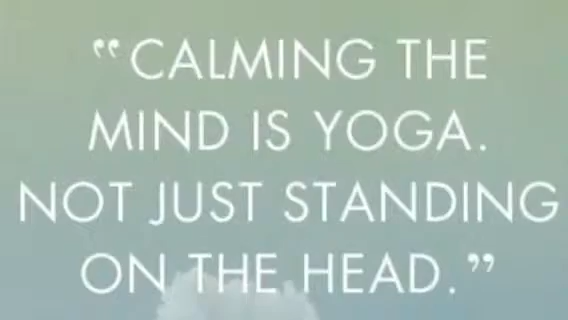 “CALMING THE
MIND IS YOGA.
NOT JUST STANDING
ON THE HEAD.”